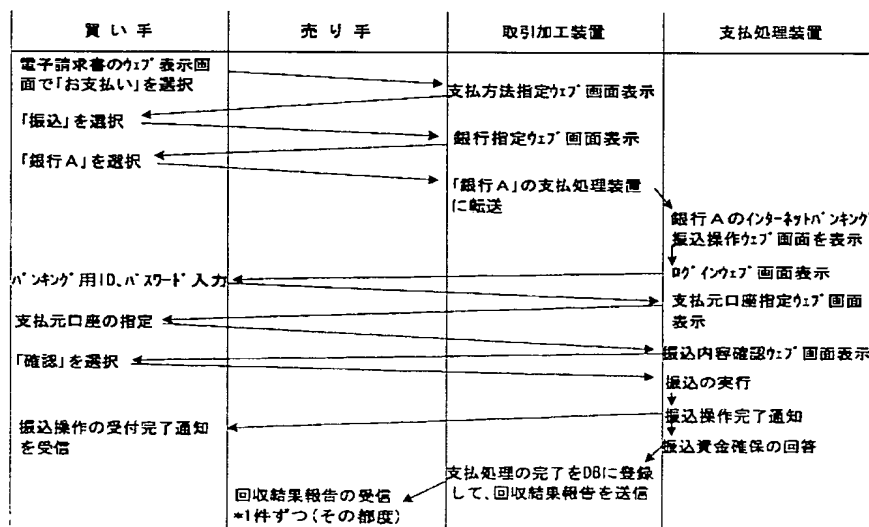 買い手 売り手 取引加工装置 支払処理装置
電子請求書のウェブ表示画
面で「お支払い」を選択
支払方法指定ウェブ画面表示
「振込」を選択
銀行指定ウェブ画面表示
「銀行A」を選択
「銀行A」の支払処理装置
に転送
銀行Aのインターネットバンキング
振込操作ウェブ画面を表示
ログインウェブ画面表示
バンキング用ID、パスワード入力
支払元口座指定ウェブ画面
表示
支払元口座の指定
振込内容確認ウェブ画面表示
「確認」を選択
振込の実行
振込操作完了通知
振込操作の受付完了通知
を受信
振込資金確保の回答
支払処理の完了をDBに登録
して、回収結果報告を送信
回収結果報告の受信
*1件ずつ(その都度)